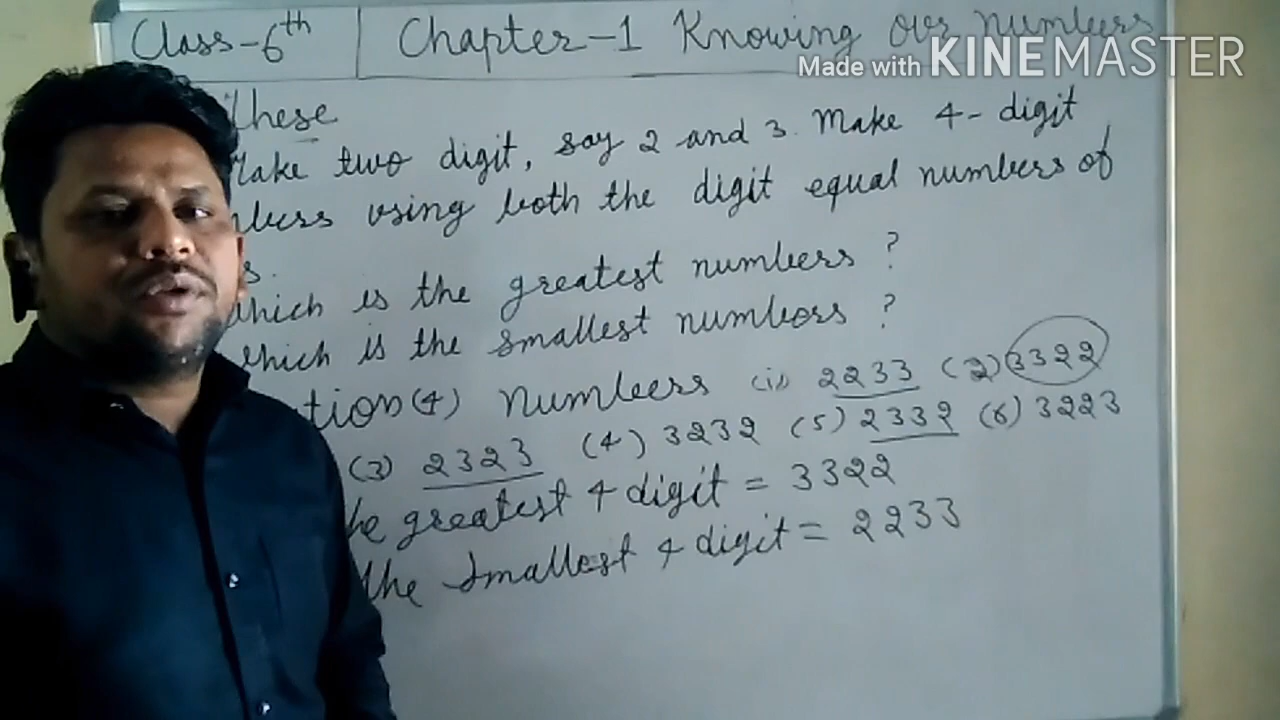 Class-6th | Chapter-1 Knowing our numbers
Made with KINEMASTER
these
two digit, say 2 and 3. Make 4-digit
using both the digit equal numbers of
which is the greatest numbers ?
which is the smallest numbers ?
(4) Numbers (i) 2233 (2) 3322
(3) 2323 (4) 3232 (5) 2332 (6) 3223
greatest 4 digit = 3322
the smallest 4 digit = 2233